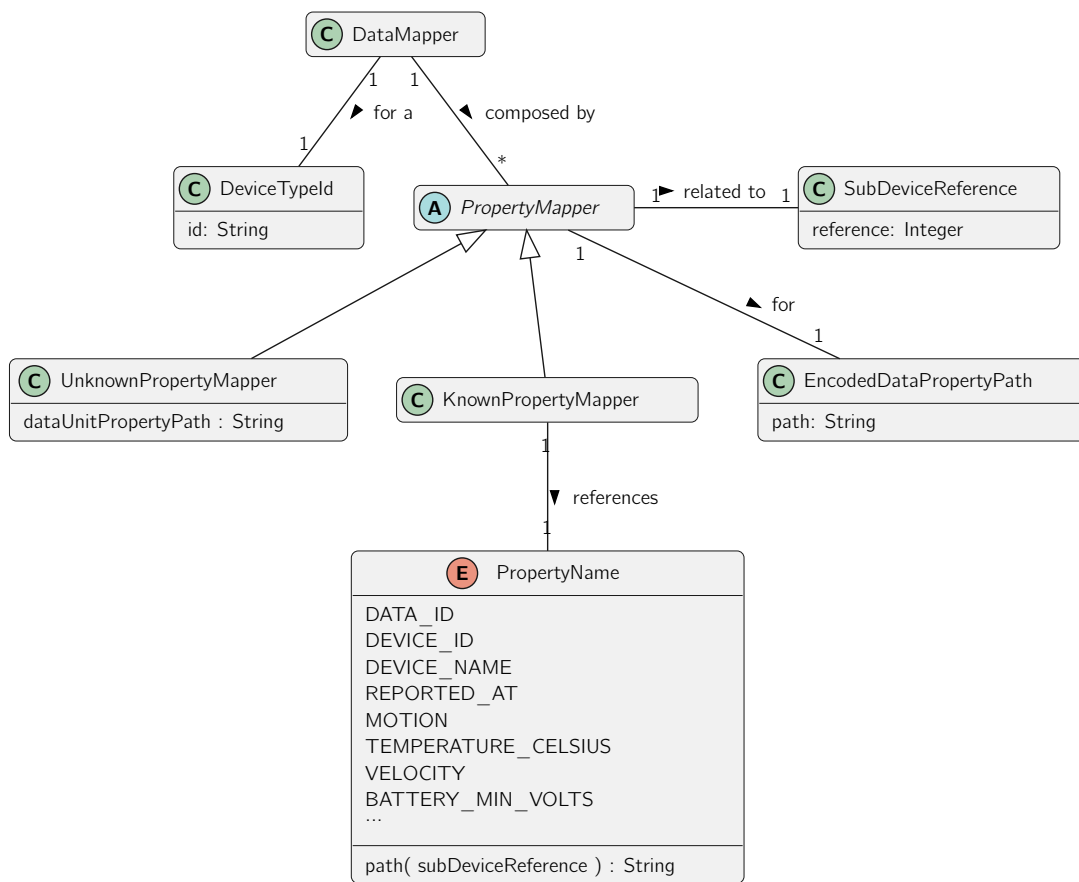 C DataMapper
1 1
for a composed by
1 *
C DeviceTypeId
id: String
A PropertyMapper
1 related to 1
C SubDeviceReference
reference: Integer
1
for
1
C UnknownPropertyMapper
dataUnitPropertyPath : String
C KnownPropertyMapper
C EncodedDataPropertyPath
path: String
1
references
1
E PropertyName
DATA_ID
DEVICE_ID
DEVICE_NAME
REPORTED_AT
MOTION
TEMPERATURE_CELSIUS
VELOCITY
BATTERY_MIN_VOLTS
...
path( subDeviceReference ) : String